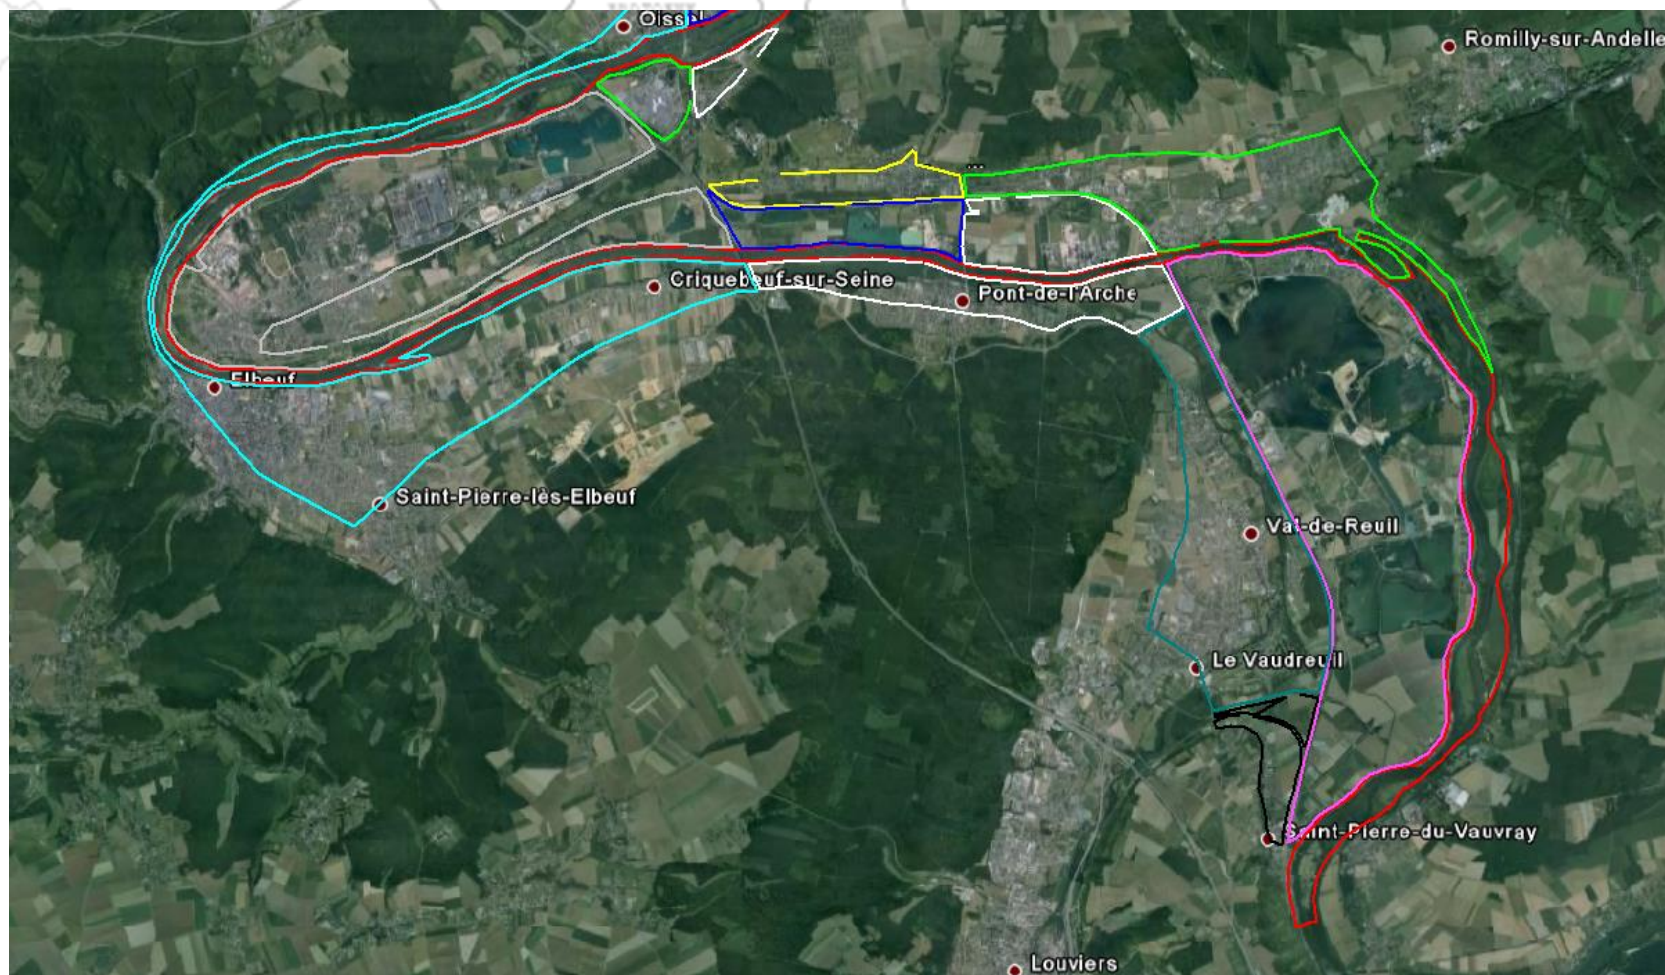 Oissel
Romilly-sur-Andelle
...
Criquebeuf-sur-Seine
Pont-de-l'Arche
Elbeuf
Saint-Pierre-lès-Elbeuf
Val-de-Reuil
Le Vaudreuil
Saint-Pierre-du-Vauvray
Louviers